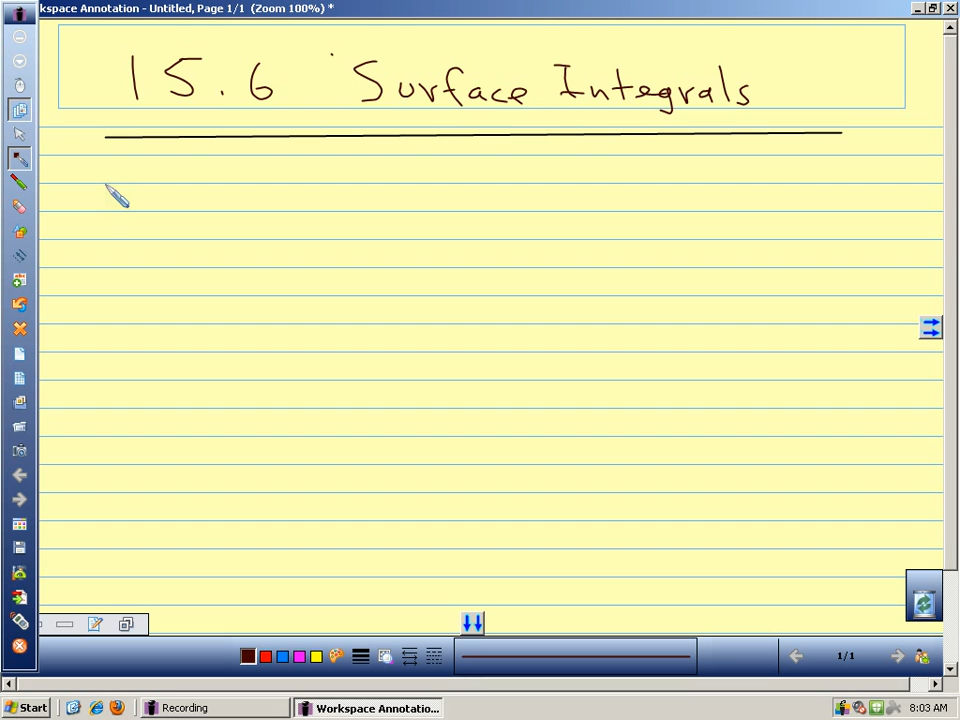 kspace Annotation - Untitled, Page 1/1 (Zoom 100%) *
15.6 Surface Integrals
1/1
Start
Recording
Workspace Annotatio...
8:03 AM